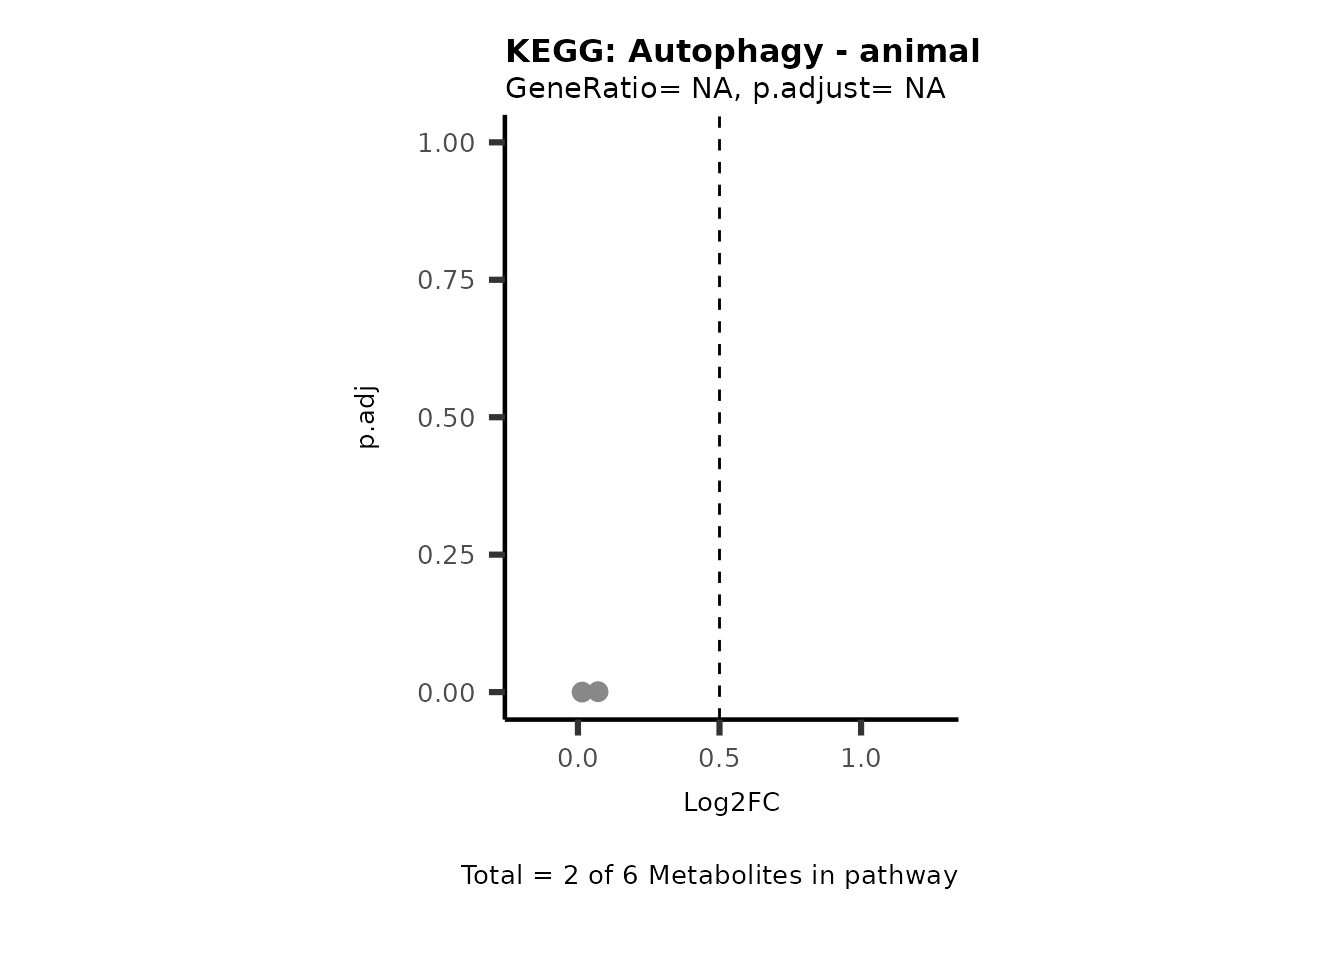 KEGG: Autophagy - animal
GeneRatio= NA, p.adjust= NA
1.00
0.75
0.50
0.25
0.00
p.adj
0.0 0.5 1.0
Log2FC
Total = 2 of 6 Metabolites in pathway